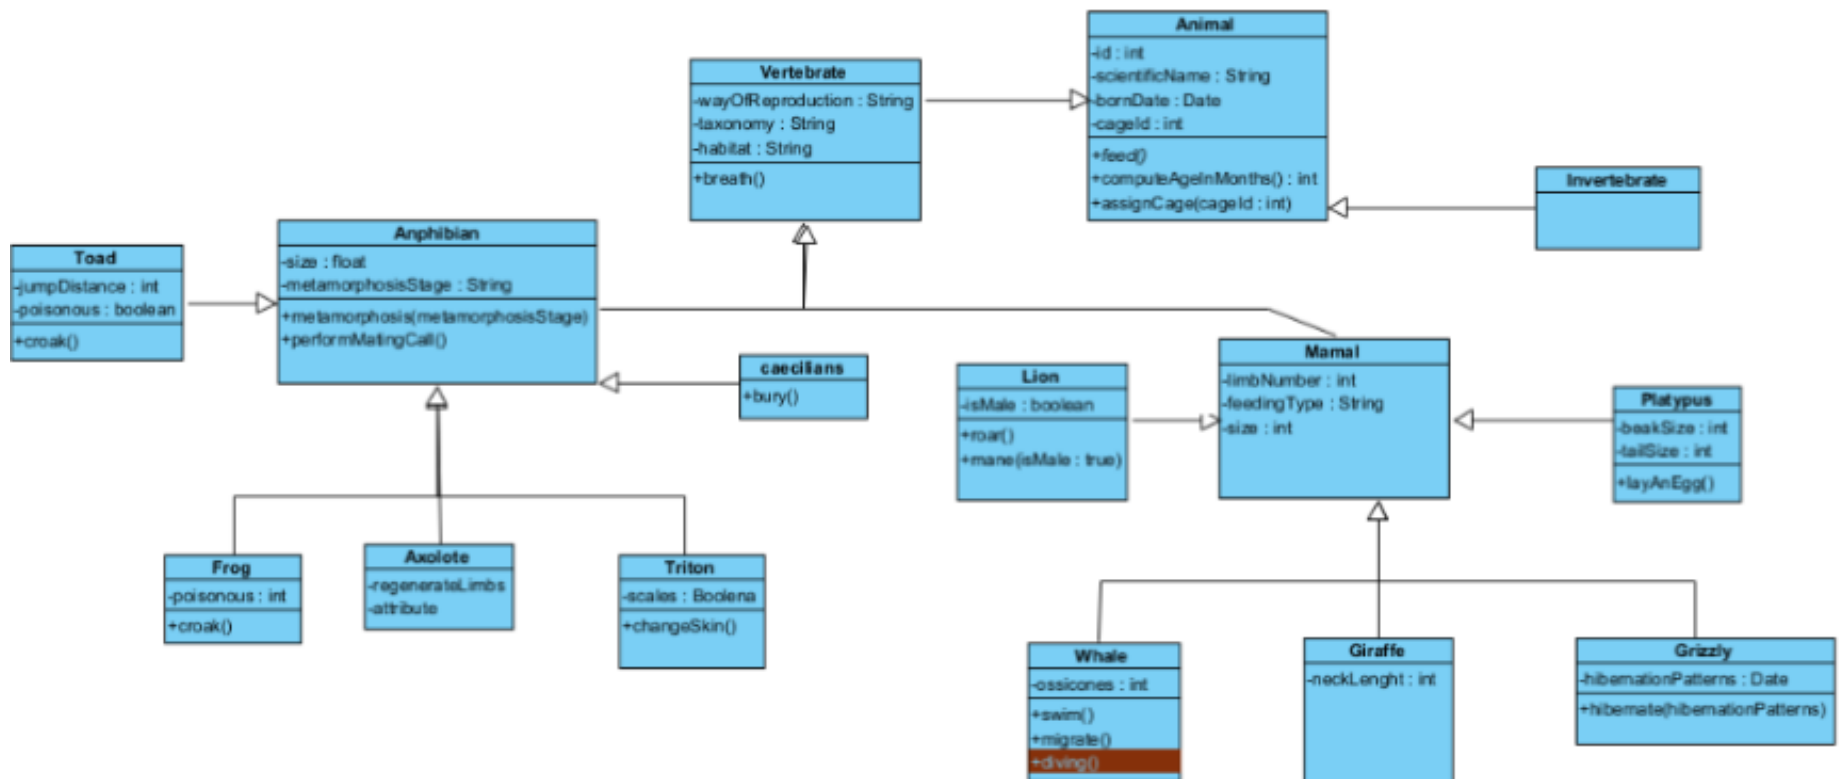 Animal
-id : int
-scientificName : String
-bornDate : Date
-cageId : int
+feed()
+computeAgeInMonths() : int
+assignCage(cageId : int)
Vertebrate
-wayOfReproduction : String
-taxonomy : String
-habitat : String
+breath()
Invertebrate
Anphibian
-size : float
-metamorphosisStage : String
+metamorphosis(metamorphosisStage)
+performMatingCall()
Toad
-jumpDistance : int
-poisonous : boolean
+croak()
caecilians
+bury()
Mamal
-limbNumber : int
-feedingType : String
-size : int
Lion
-isMale : boolean
+roar()
+mane(isMale : true)
Platypus
-beakSize : int
-tailSize : int
+layAnEgg()
Frog
-poisonous : int
+croak()
Axolote
-regenerateLimbs
-attribute
Triton
-scales : Boolena
+changeSkin()
Whale
-ossicones : int
+swim()
+migrate()
+diving()
Giraffe
-neckLenght : int
Grizzly
-hibernationPatterns : Date
+hibernate(hibernationPatterns)